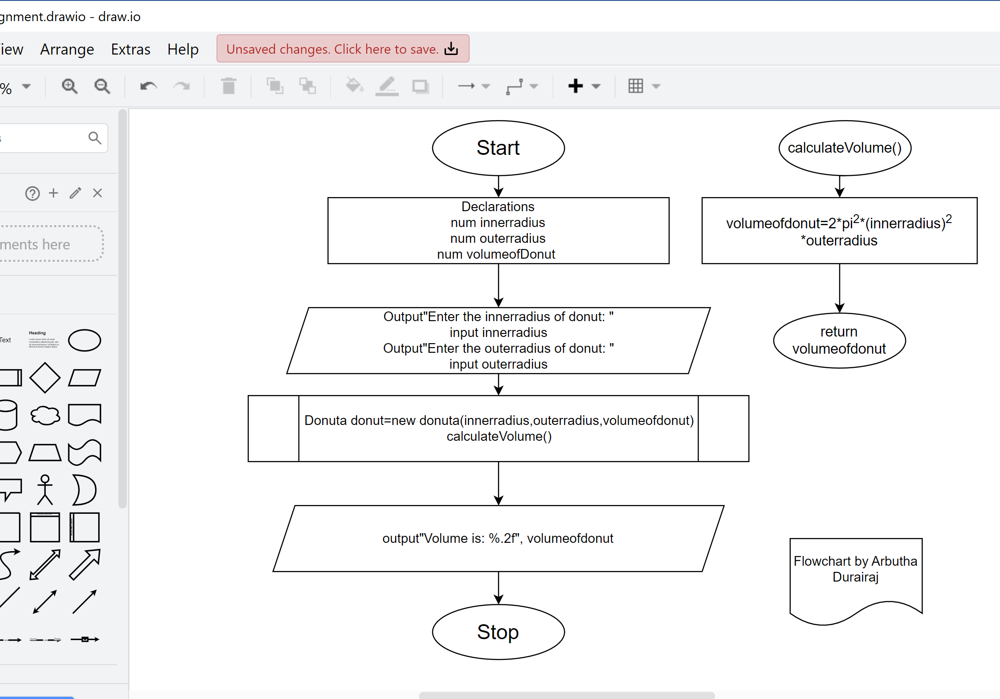 gnment.drawio - draw.io
iew Arrange Extras Help Unsaved changes. Click here to save.
%
s
ments here
Text
Heading
Start
Declarations
num innerradius
num outerradius
num volumeofDonut
Output"Enter the innerradius of donut: "
input innerradius
Output"Enter the outerradius of donut: "
input outerradius
Donuta donut=new donuta(innerradius,outerradius,volumeofdonut)
calculateVolume()
output"Volume is: %.2f", volumeofdonut
Stop
calculateVolume()
volumeofdonut=2*pi²*(innerradius)²
*outerradius
return
volumeofdonut
Flowchart by Arbutha
Durairaj